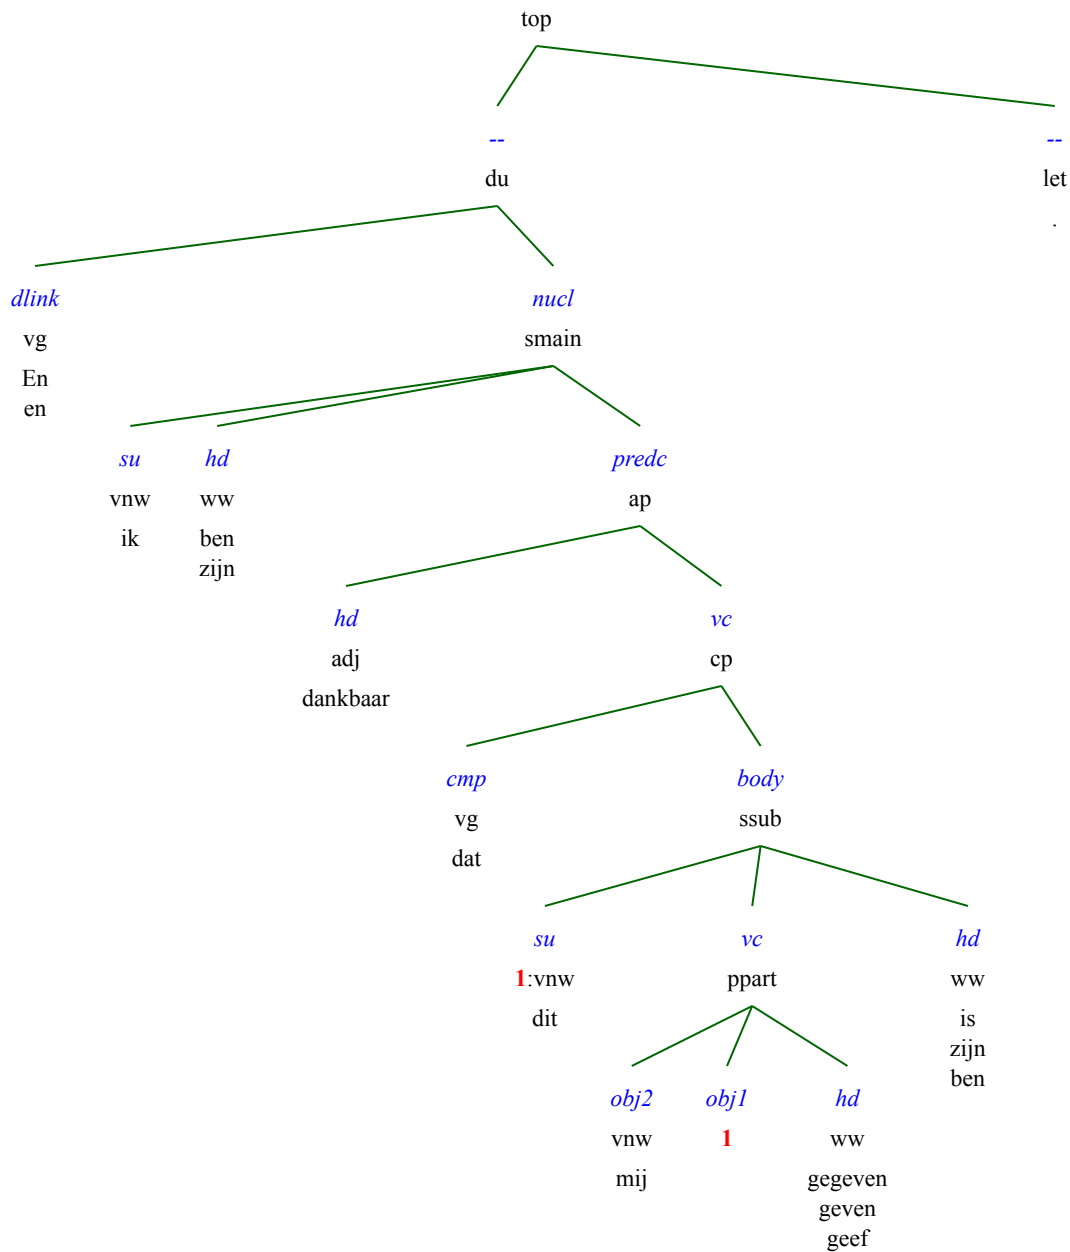 top
-- --
du let
.
dlink nucl
vg smain
En
en
su hd predc
vnw ww ap
ik ben
zijn
hd vc
adj cp
dankbaar
cmp body
vg ssub
dat
su vc hd
1:vnw ppart ww
dit is
zijn
ben
obj2 obj1 hd
vnw 1 ww
mij gegeven
geven
geef